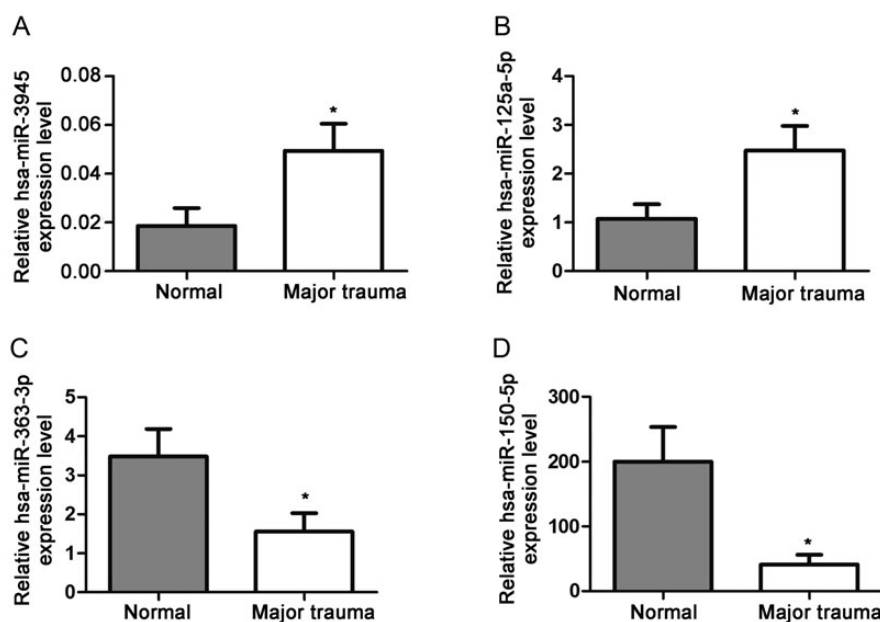 A
Relative hsa-miR-3945
expression level
0.08
0.06
0.04
0.02
0.00
*
Normal
Major trauma
B
Relative hsa-miR-125a-5p
expression level
4
3
2
1
0
*
Normal
Major trauma
C
Relative hsa-miR-363-3p
expression level
5
4
3
2
1
0
*
Normal
Major trauma
D
Relative hsa-miR-150-5p
expression level
300
200
100
0
*
Normal
Major trauma